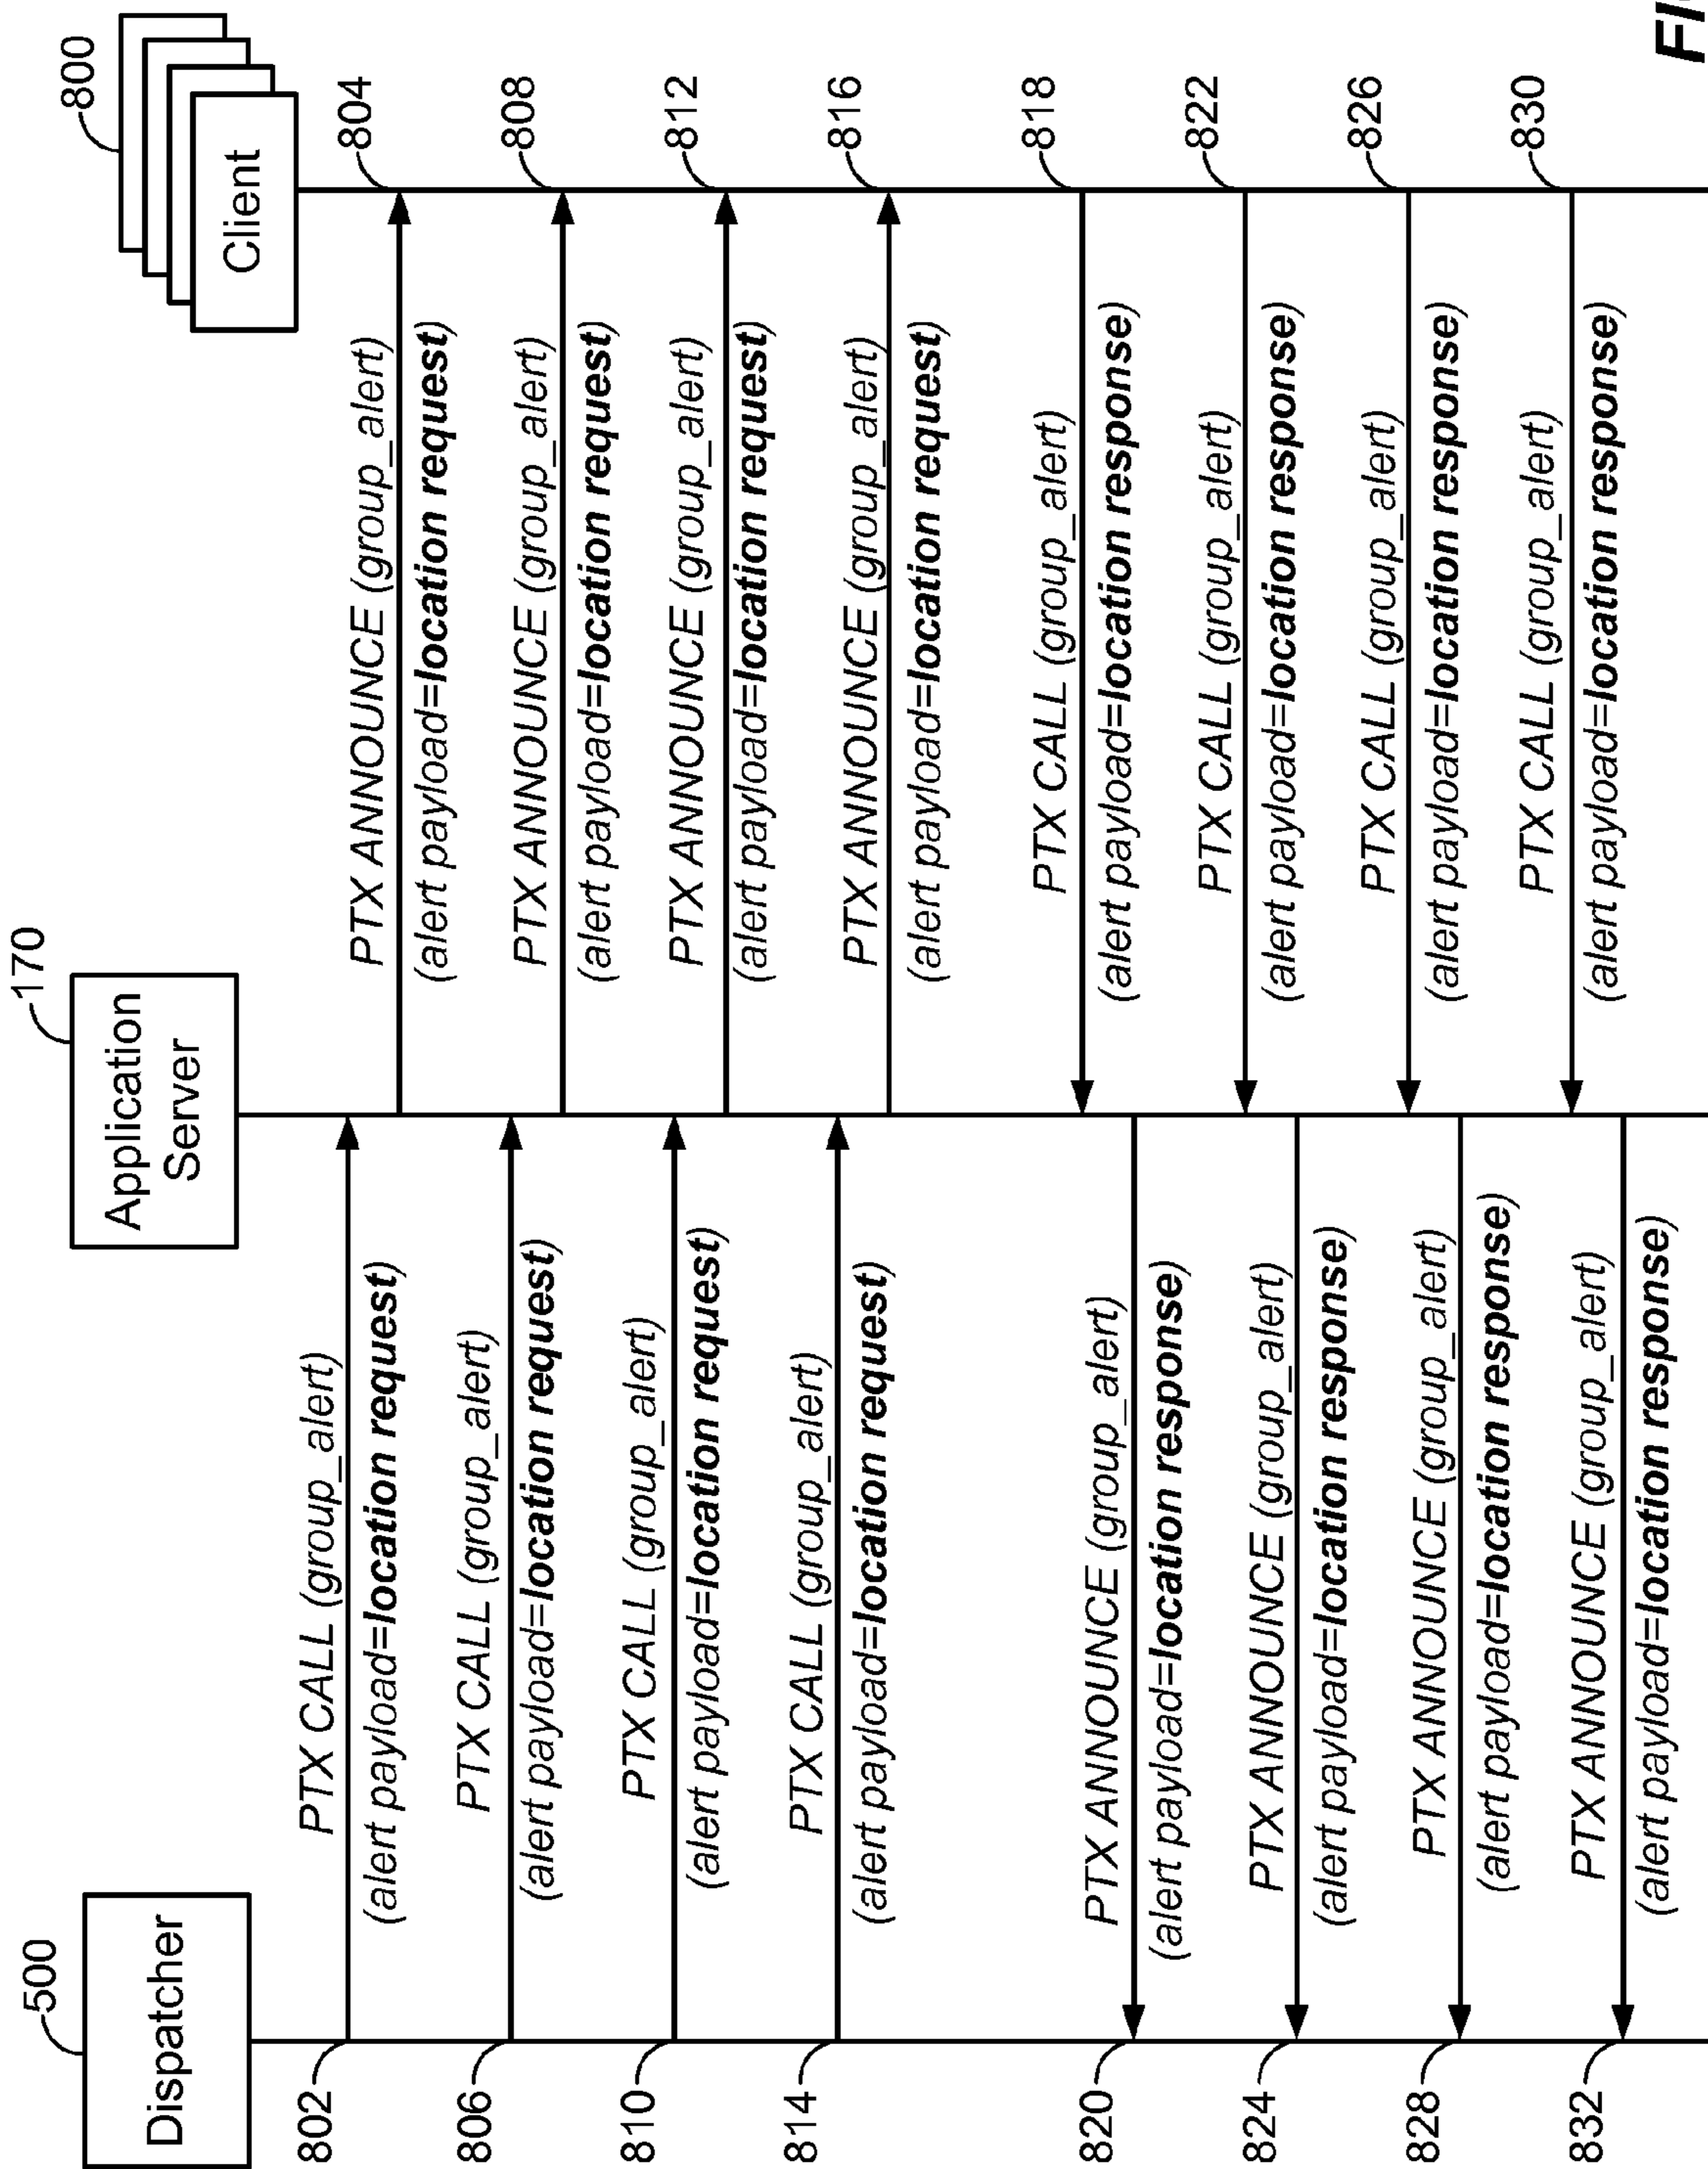 500
Dispatcher
170
Application
Server
800
Client
802
PTX CALL (group_alert)
(alert payload=location request)
804
PTX ANNOUNCE (group_alert)
(alert payload=location request)
806
PTX CALL (group_alert)
(alert payload=location request)
808
PTX ANNOUNCE (group_alert)
(alert payload=location request)
810
PTX CALL (group_alert)
(alert payload=location request)
812
PTX ANNOUNCE (group_alert)
(alert payload=location request)
814
PTX CALL (group_alert)
(alert payload=location request)
816
PTX ANNOUNCE (group_alert)
(alert payload=location request)
818
PTX CALL (group_alert)
(alert payload=location response)
820
PTX ANNOUNCE (group_alert)
(alert payload=location response)
822
PTX CALL (group_alert)
(alert payload=location response)
824
PTX ANNOUNCE (group_alert)
(alert payload=location response)
826
PTX CALL (group_alert)
(alert payload=location response)
828
PTX ANNOUNCE (group_alert)
(alert payload=location response)
830
PTX CALL (group_alert)
(alert payload=location response)
832
PTX ANNOUNCE (group_alert)
(alert payload=location response)